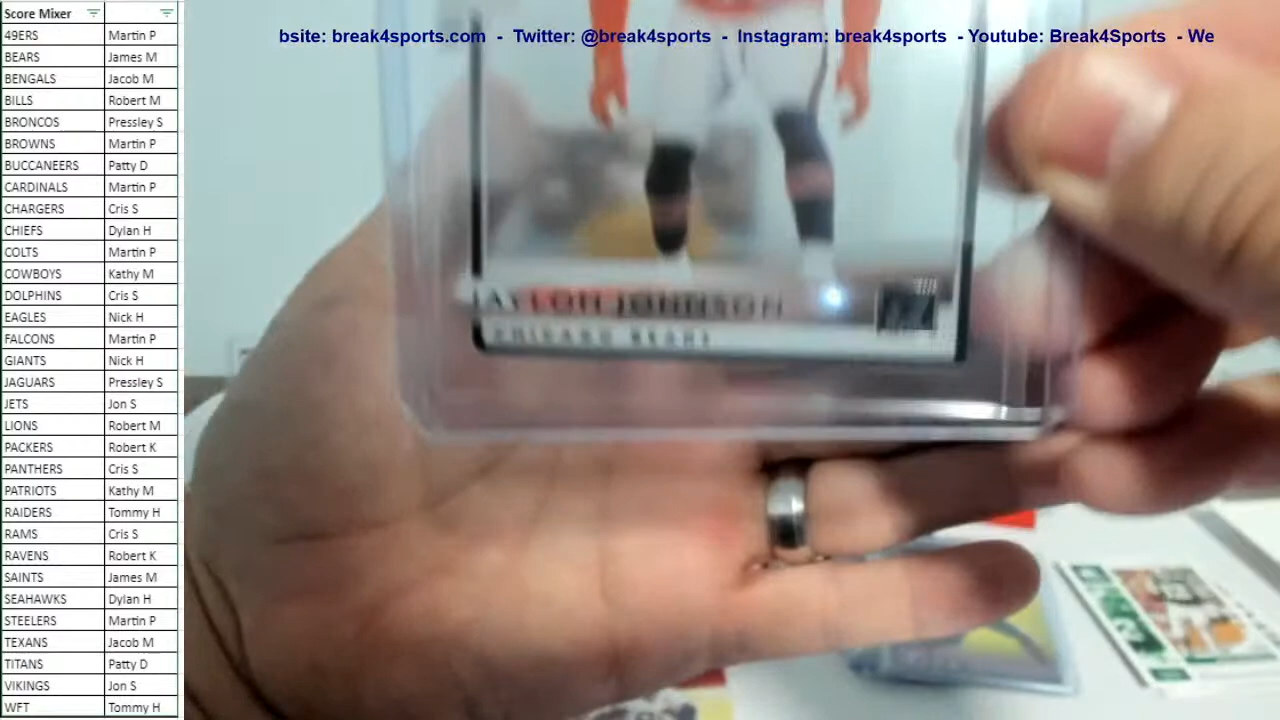 Score Mixer
49ERS Martin P
BEARS James M
BENGALS Jacob M
BILLS Robert M
BRONCOS Pressley S
BROWNS Martin P
BUCCANEERS Patty D
CARDINALS Martin P
CHARGERS Cris S
CHIEFS Dylan H
COLTS Martin P
COWBOYS Kathy M
DOLPHINS Cris S
EAGLES Nick H
FALCONS Martin P
GIANTS Nick H
JAGUARS Pressley S
JETS Jon S
LIONS Robert M
PACKERS Robert K
PANTHERS Cris S
PATRIOTS Kathy M
RAIDERS Tommy H
RAMS Cris S
RAVENS Robert K
SAINTS James M
SEAHAWKS Dylan H
STEELERS Martin P
TEXANS Jacob M
TITANS Patty D
VIKINGS Jon S
WFT Tommy H
bsite: break4sports.com - Twitter: @break4sports - Instagram: break4sports - Youtube: Break4Sports - We
JOHNSON
CHICAGO BEARS